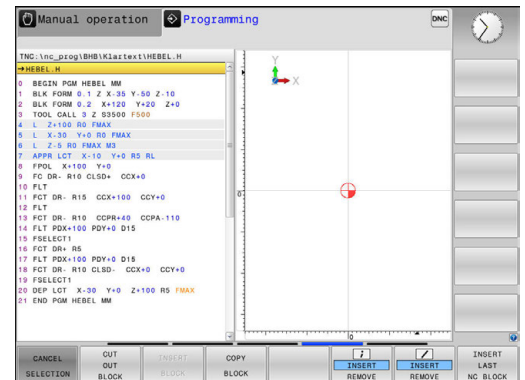 Manual operation
Programming
DNC
TNC:\nc_prog\BHB\Klartext\HEBEL.H
→HEBEL.H
0 BEGIN PGM HEBEL MM
1 BLK FORM 0.1 Z X-35 Y-50 Z-10
2 BLK FORM 0.2 X+120 Y+20 Z+0
3 TOOL CALL 3 Z S3500 F500
4 L Z+100 R0 FMAX
5 L X-30 Y+0 R0 FMAX
6 L Z-5 R0 FMAX M3
7 APPR LCT X-10 Y+0 R5 RL
8 FPOL X+100 Y+0
9 FC DR- R10 CLSD+ CCX+0
10 FLT
11 FCT DR- R15 CCX+100 CCY+0
12 FLT
13 FCT DR- R10 CCPR+40 CCPA-110
14 FLT PDX+100 PDY+0 D15
15 FSELECT1
16 FCT DR+ R5
17 FLT PDX+100 PDY+0 D15
18 FCT DR- R10 CLSD- CCX+0 CCY+0
19 FSELECT1
20 DEP LCT X-30 Y+0 Z+100 R5 FMAX
21 END PGM HEBEL MM
Y
X
0
0
CANCEL
SELECTION
CUT
OUT
BLOCK
INSERT
BLOCK
COPY
BLOCK
i
INSERT
REMOVE
INSERT
REMOVE
INSERT
LAST
NC BLOCK